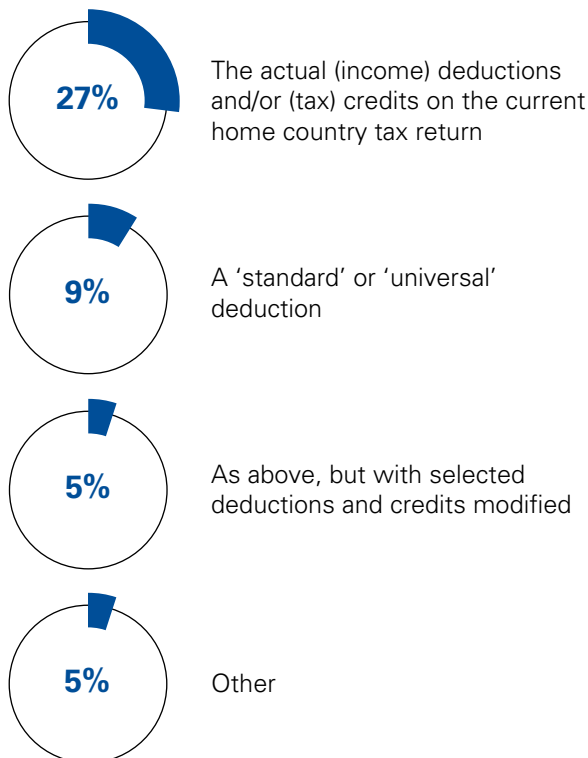 27%
The actual (income) deductions
and/or (tax) credits on the current
home country tax return
9%
A ‘standard’ or ‘universal’
deduction
5%
As above, but with selected
deductions and credits modified
5%
Other